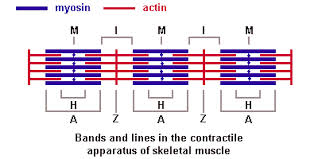 myosin actin
M I M I M
H H H
A Z A Z A
Bands and lines in the contractile
apparatus of skeletal muscle